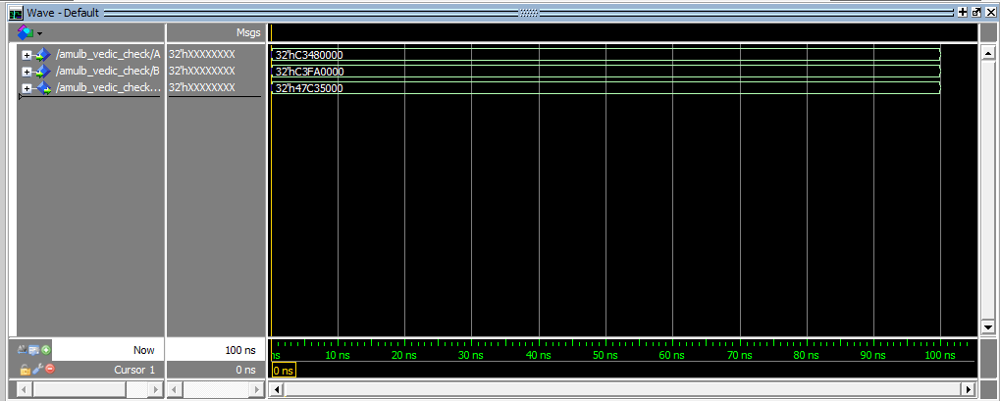 Wave - Default
Msgs
/amulb_vedic_check/A 32'hXXXXXXXX 32'hC3480000
/amulb_vedic_check/B 32'hXXXXXXXX 32'hC3FA0000
/amulb_vedic_check... 32'hXXXXXXXX 32'h47C35000
Now 100 ns ns 10 ns 20 ns 30 ns 40 ns 50 ns 60 ns 70 ns 80 ns 90 ns 100 ns
Cursor 1 0 ns 0 ns